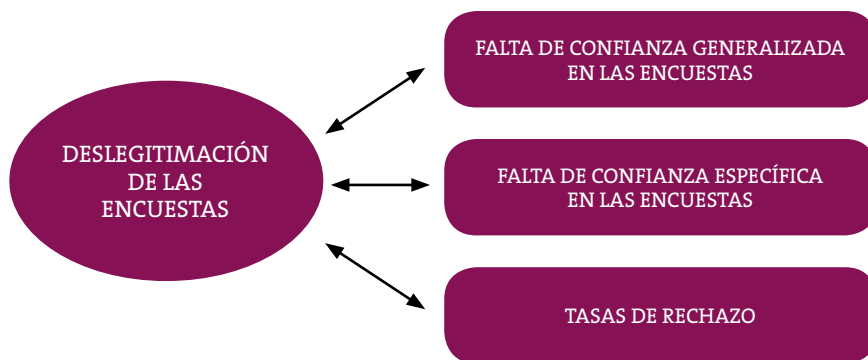 DESLEGITIMACIÓN
DE LAS
ENCUESTAS
FALTA DE CONFIANZA GENERALIZADA
EN LAS ENCUESTAS
FALTA DE CONFIANZA ESPECÍFICA
EN LAS ENCUESTAS
TASAS DE RECHAZO